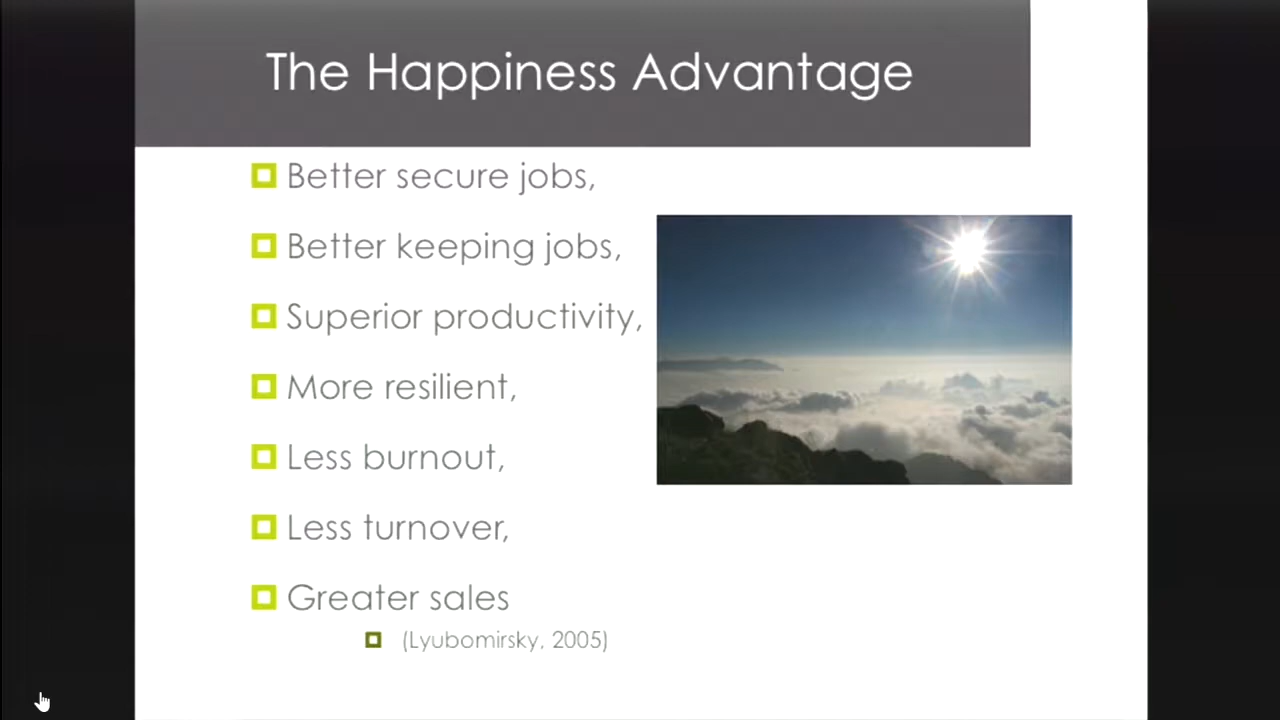 The Happiness Advantage
Better secure jobs,
Better keeping jobs,
Superior productivity,
More resilient,
Less burnout,
Less turnover,
Greater sales
(Lyubomirsky, 2005)